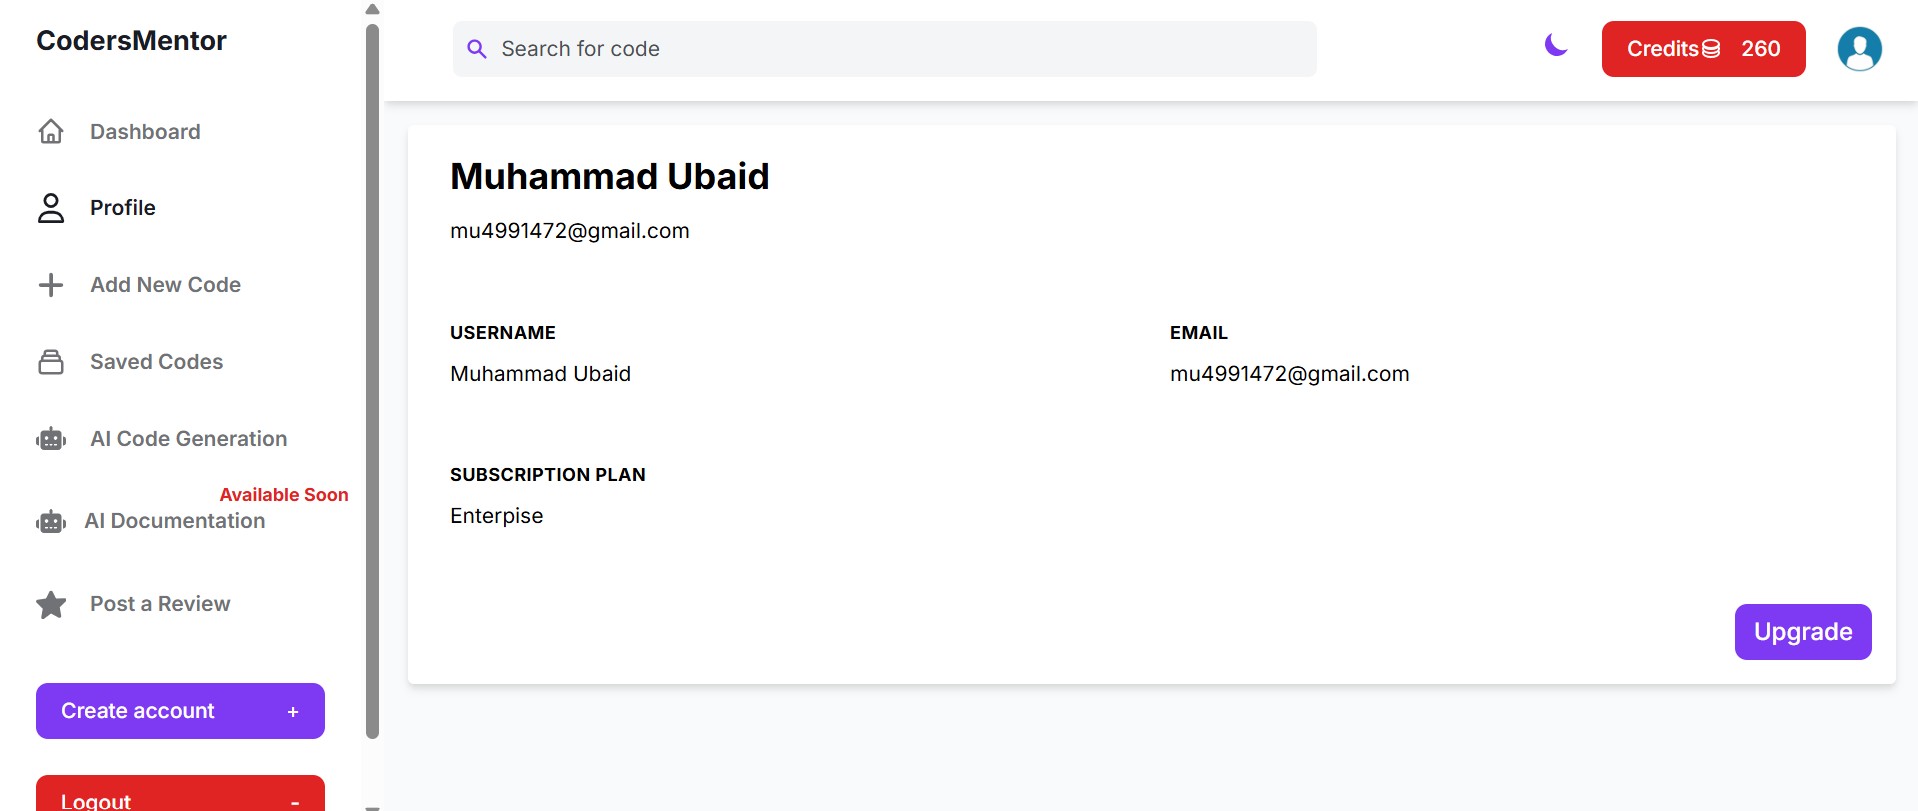 CodersMentor
Dashboard
Profile
Add New Code
Saved Codes
AI Code Generation
Available Soon
AI Documentation
Post a Review
Create account +
Logout -
Search for code
Credits 260
Muhammad Ubaid
mu4991472@gmail.com
USERNAME
Muhammad Ubaid
EMAIL
mu4991472@gmail.com
SUBSCRIPTION PLAN
Enterpise
Upgrade